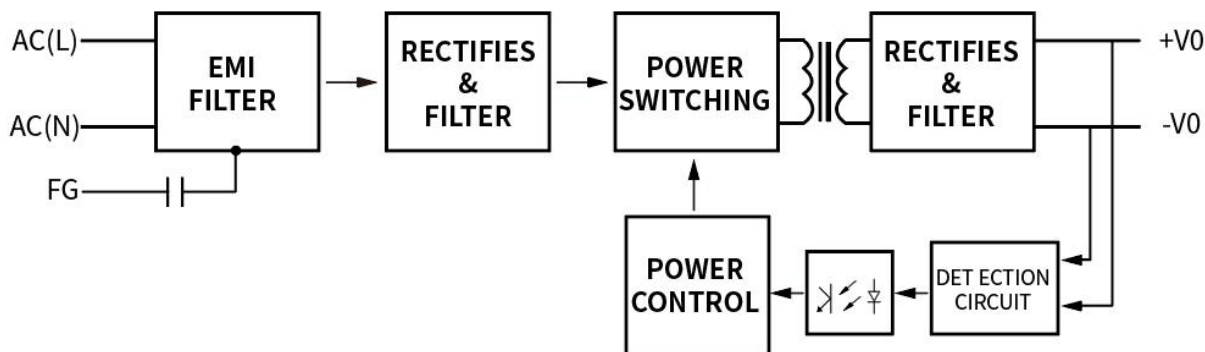 AC(L)
EMI
FILTER
AC(N)
FG
RECTIFIES
&
FILTER
POWER
SWITCHING
RECTIFIES
&
FILTER
+V0
-V0
POWER
CONTROL
DET ECTION
CIRCUIT